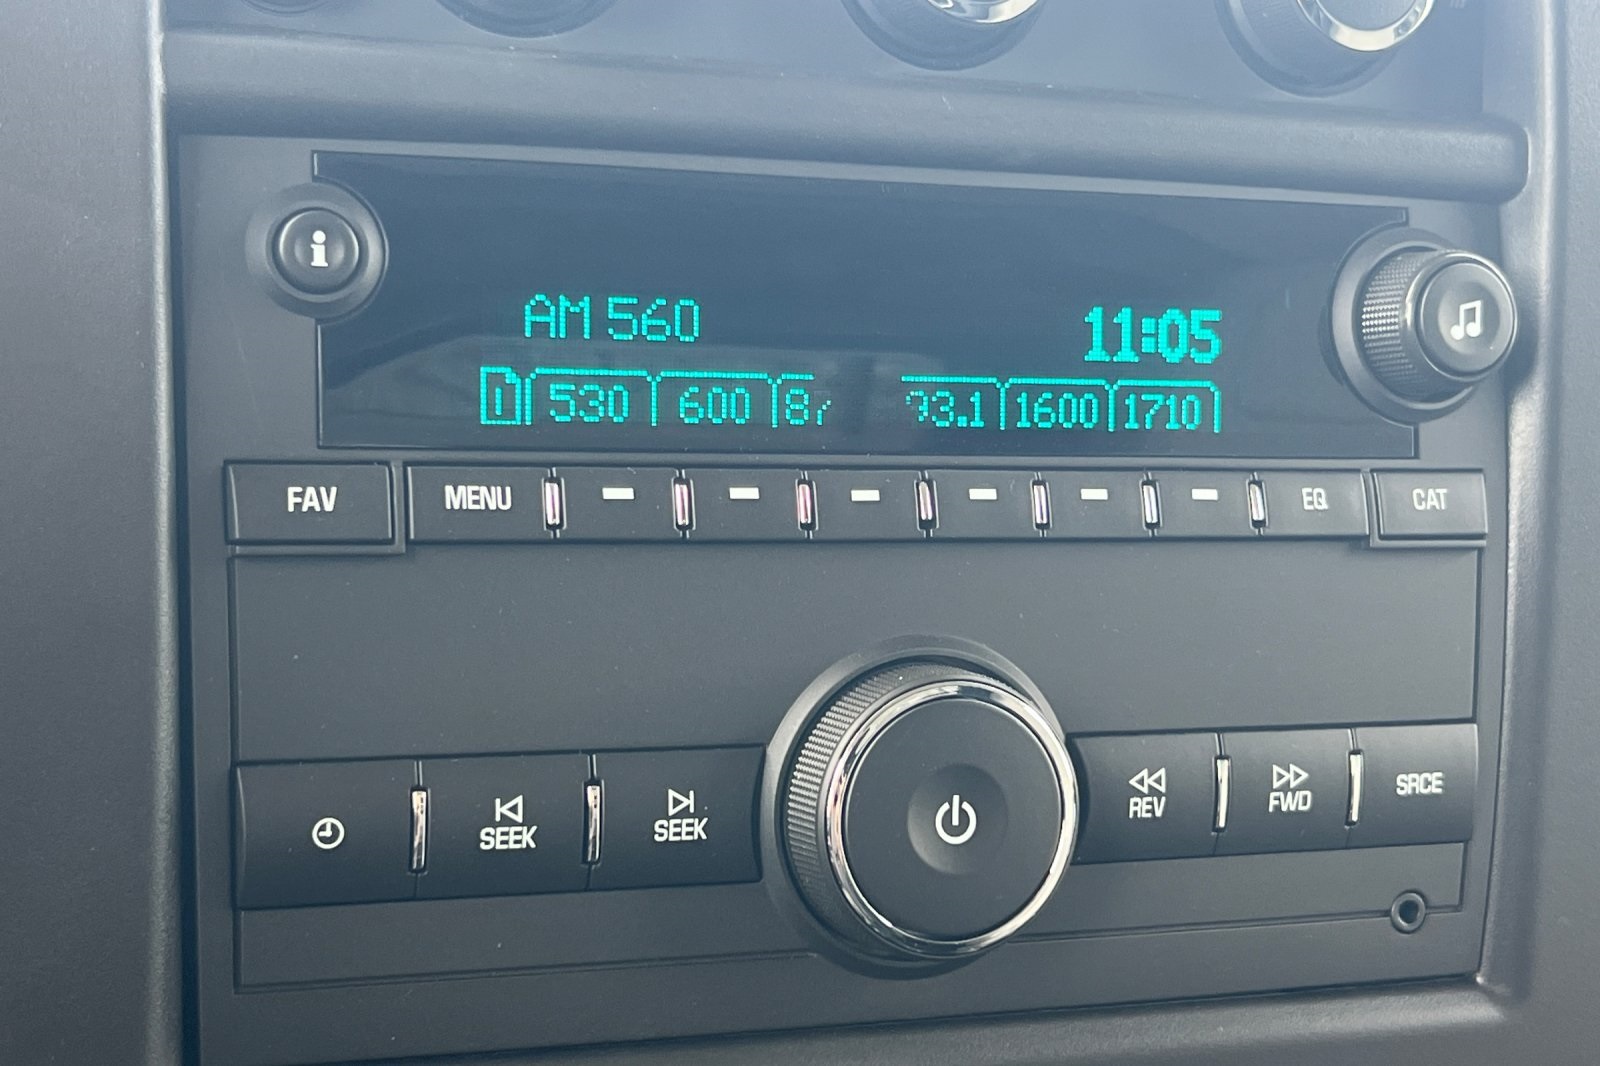 i
AM 560 11:05
530 600 1600 1710
FAV MENU EQ CAT
SEEK SEEK REV FWD SRCE